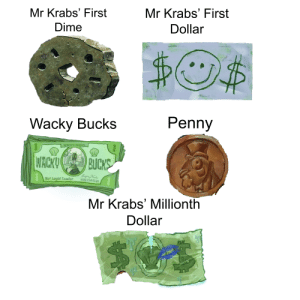 Mr Krabs' First
Dime
Mr Krabs' First
Dollar
$ $
Wacky Bucks
Penny
WACKY BUCKS
Mr Krabs' Millionth
Dollar
$ $